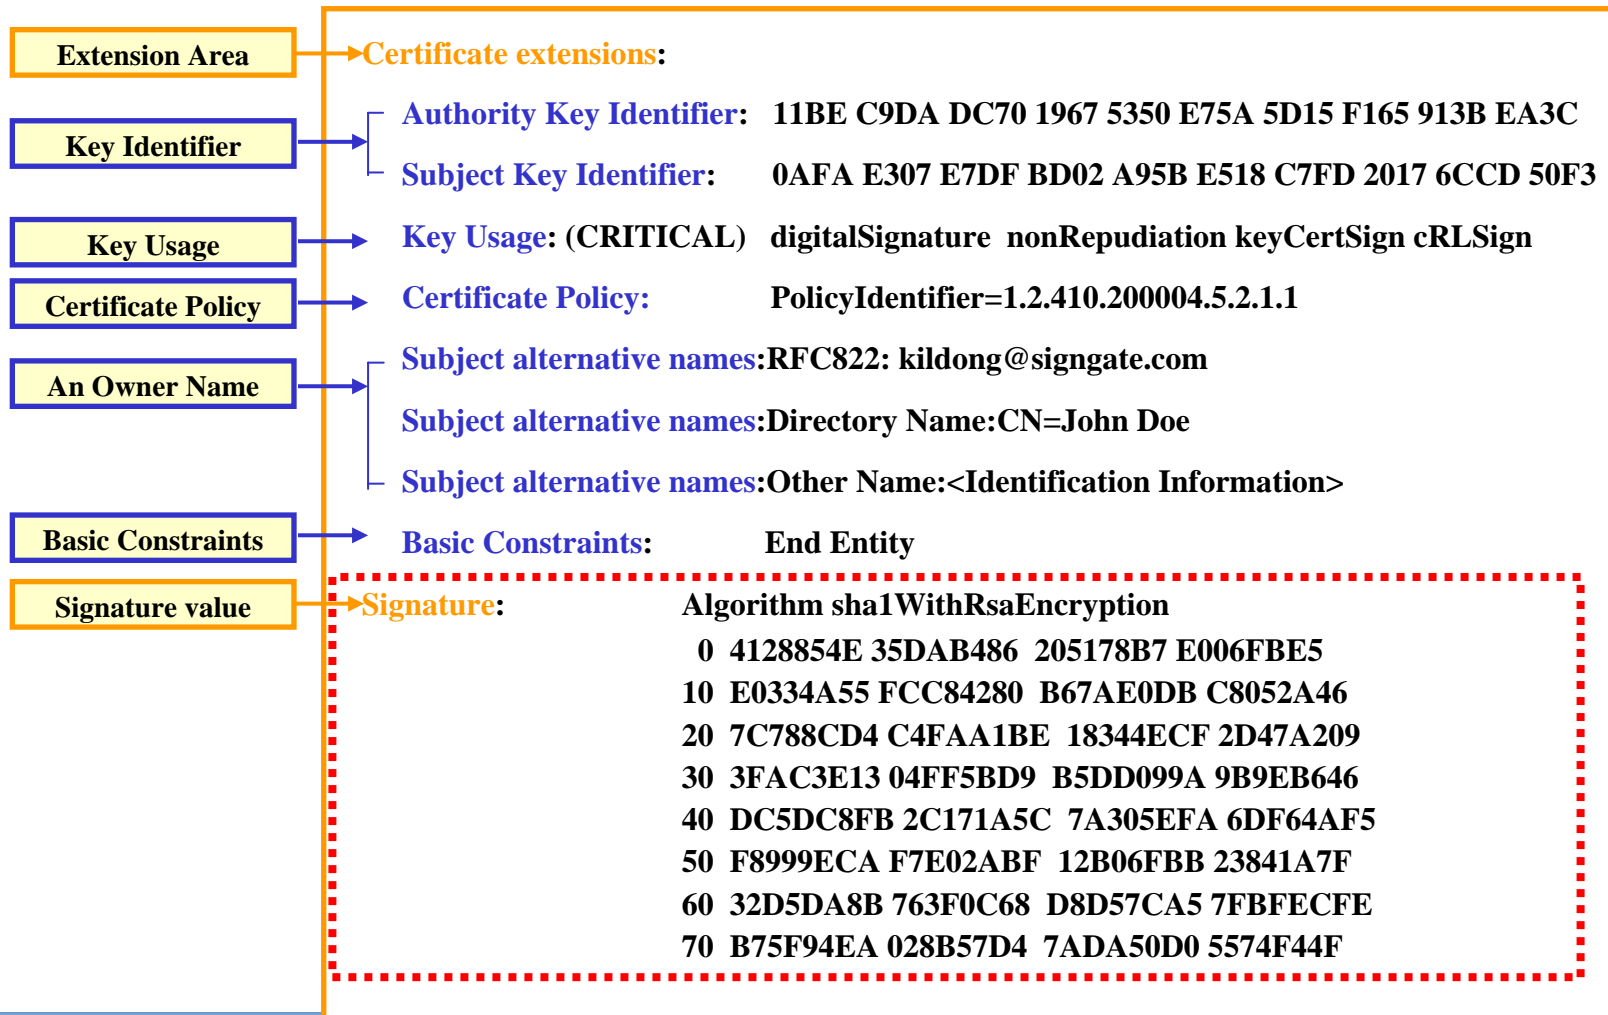 Extension Area
Certificate extensions:
Key Identifier
Authority Key Identifier: 11BE C9DA DC70 1967 5350 E75A 5D15 F165 913B EA3C
Subject Key Identifier: 0AFA E307 E7DF BD02 A95B E518 C7FD 2017 6CCD 50F3
Key Usage
Key Usage: (CRITICAL) digitalSignature nonRepudiation keyCertSign cRLSign
Certificate Policy
Certificate Policy: PolicyIdentifier=1.2.410.200004.5.2.1.1
An Owner Name
Subject alternative names:RFC822: kildong@signgate.com
Subject alternative names:Directory Name:CN=John Doe
Subject alternative names:Other Name:<Identification Information>
Basic Constraints
Basic Constraints: End Entity
Signature value
Signature: Algorithm sha1WithRsaEncryption
0 4128854E 35DAB486 205178B7 E006FBE5
10 E0334A55 FCC84280 B67AE0DB C8052A46
20 7C788CD4 C4FAA1BE 18344ECF 2D47A209
30 3FAC3E13 04FF5BD9 B5DD099A 9B9EB646
40 DC5DC8FB 2C171A5C 7A305EFA 6DF64AF5
50 F8999ECA F7E02ABF 12B06FBB 23841A7F
60 32D5DA8B 763F0C68 D8D57CA5 7FBFECFE
70 B75F94EA 028B57D4 7ADA50D0 5574F44F